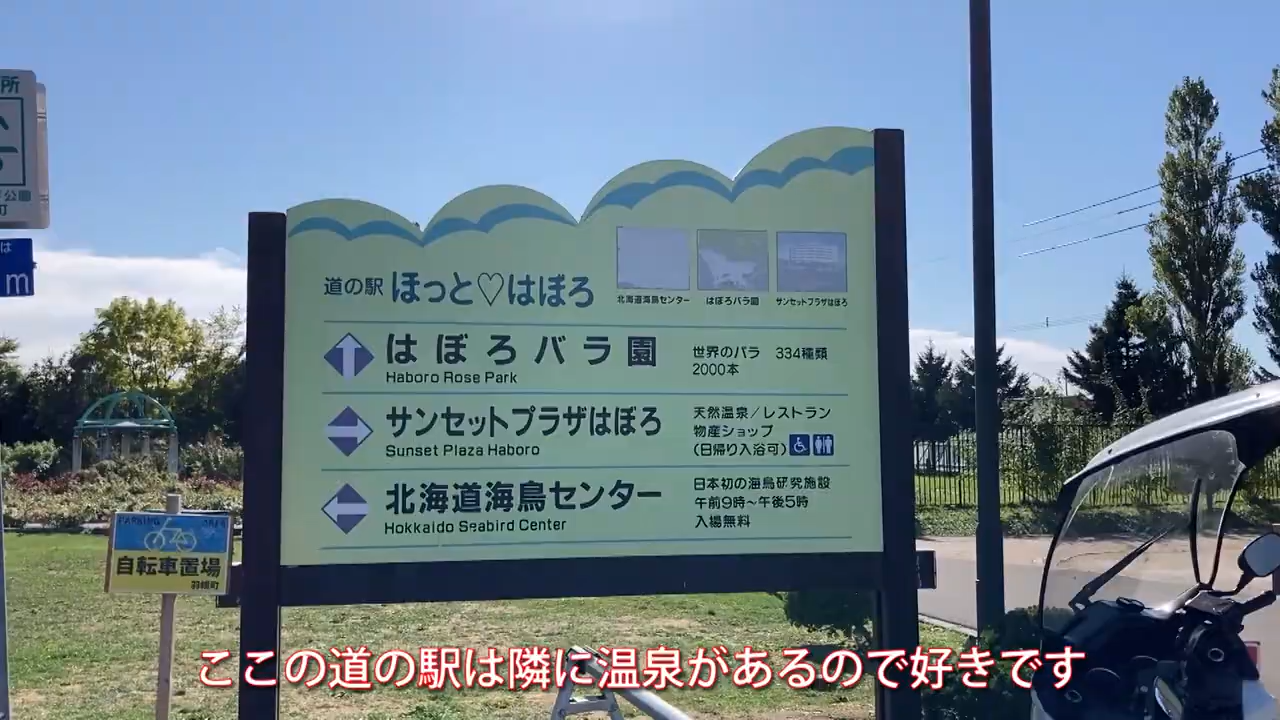 所
公園
町
は
m
道の駅 ほっと♡はぼろ
北海道海鳥センター はぼろバラ園 サンセットプラザはぼろ
はぼろバラ園
Haboro Rose Park
世界のバラ 334種類
2000本
サンセットプラザはぼろ
Sunset Plaza Haboro
天然温泉/レストラン
物産ショップ
(日帰り入浴可)
北海道海鳥センター
Hokkaido Seabird Center
日本初の海鳥研究施設
午前9時〜午後5時
入場無料
PARKING AREA
自転車置場
羽幌町
ここの道の駅は隣に温泉があるので好きです